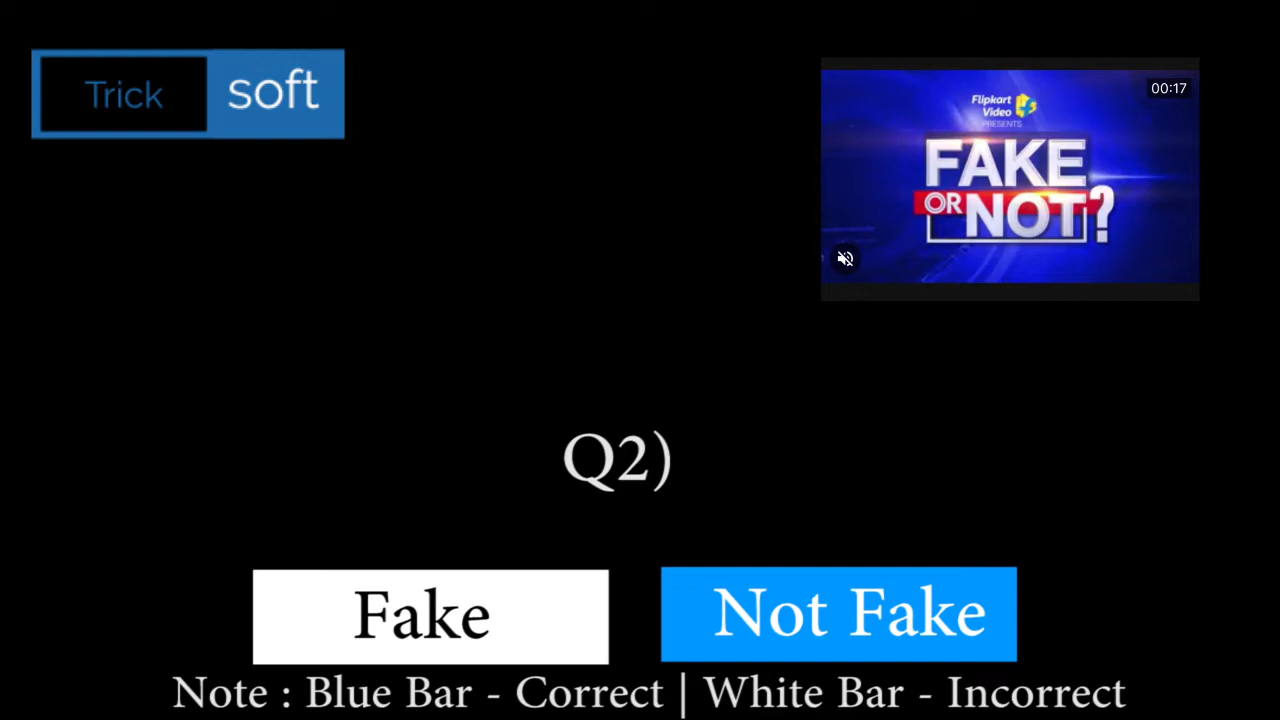 Trick soft
00:17
Flipkart
Video
PRESENTS
FAKE
OR NOT?
Q2)
Fake
Not Fake
Note : Blue Bar - Correct | White Bar - Incorrect